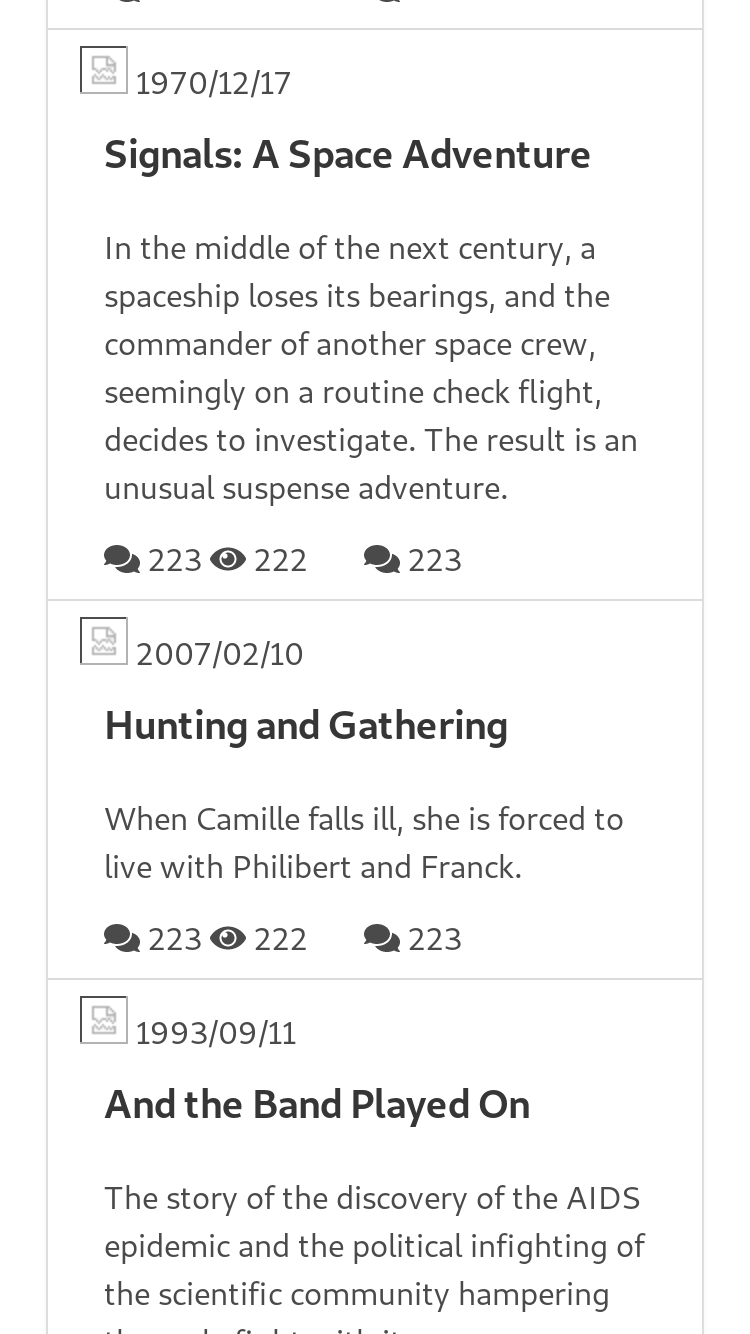 1970/12/17
Signals: A Space Adventure
In the middle of the next century, a
spaceship loses its bearings, and the
commander of another space crew,
seemingly on a routine check flight,
decides to investigate. The result is an
unusual suspense adventure.
223 222 223
2007/02/10
Hunting and Gathering
When Camille falls ill, she is forced to
live with Philibert and Franck.
223 222 223
1993/09/11
And the Band Played On
The story of the discovery of the AIDS
epidemic and the political infighting of
the scientific community hampering